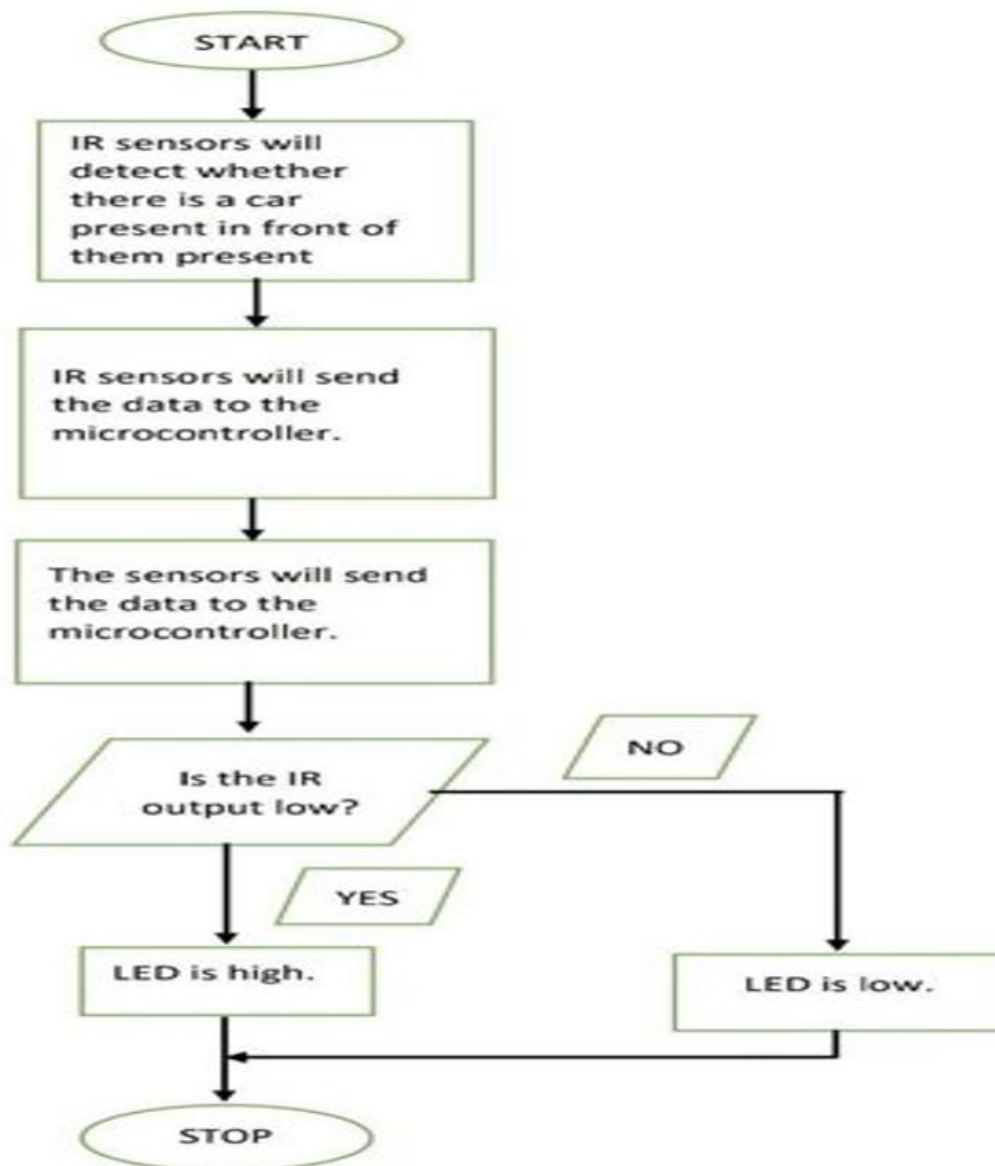 START
IR sensors will
detect whether
there is a car
present in front of
them present
IR sensors will send
the data to the
microcontroller.
The sensors will send
the data to the
microcontroller.
NO
Is the IR
output low?
YES
LED is high.
LED is low.
STOP